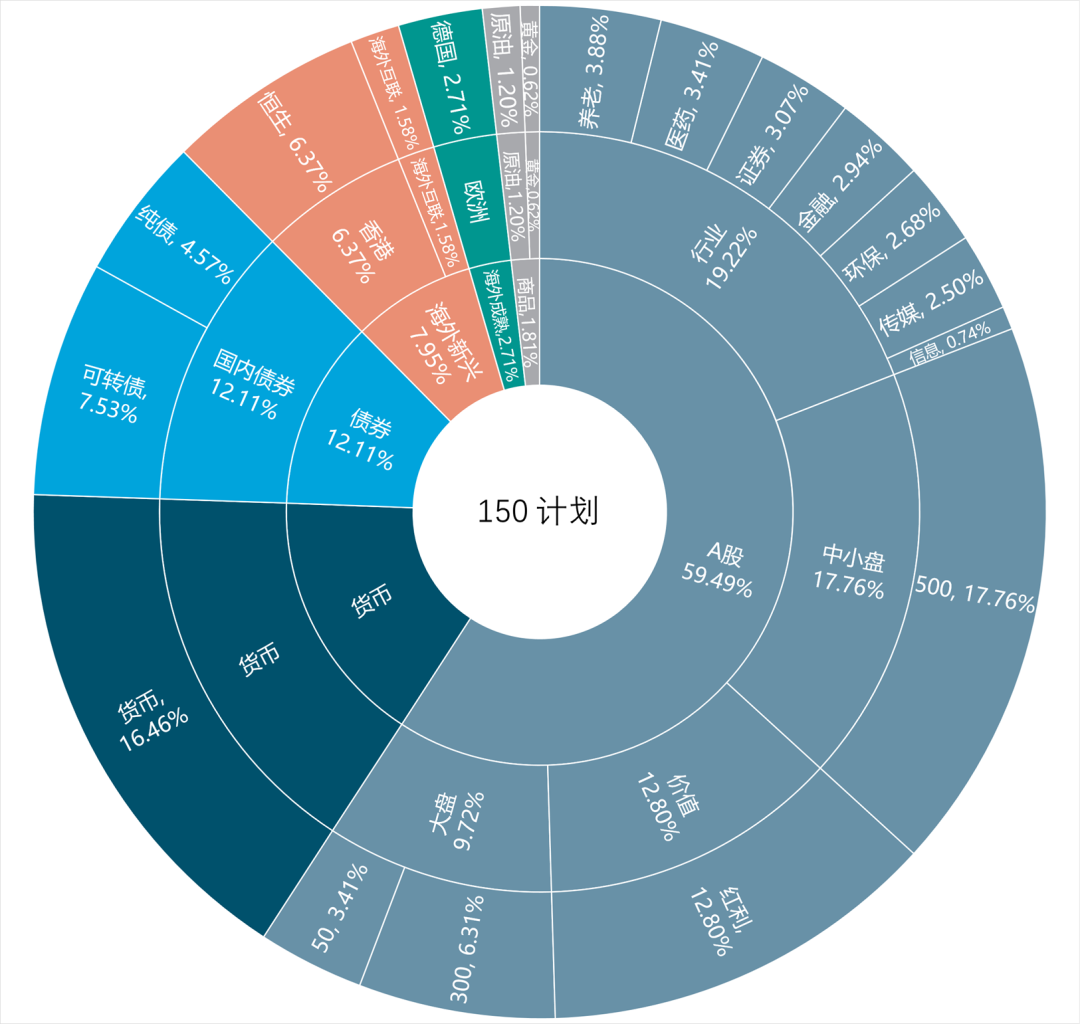 150 计划
A股
59.49%
货币
债券
12.11%
海外新兴
7.95%
海外成熟,2.71%
商品,1.81%
行业
19.22%
中小盘
17.76%
价值
12.80%
大盘
9.72%
货币
国内债券
12.11%
香港
6.37%
海外互联,1.58%
欧洲
原油,1.20%
黄金,0.62%
养老, 3.88%
医药, 3.41%
证券, 3.07%
金融, 2.94%
环保, 2.68%
传媒, 2.50%
信息, 0.74%
500, 17.76%
红利,
12.80%
300, 6.31%
50, 3.41%
货币,
16.46%
可转债,
7.53%
纯债, 4.57%
恒生, 6.37%
海外互联, 1.58%
德国, 2.71%
原油, 1.20%
黄金, 0.62%